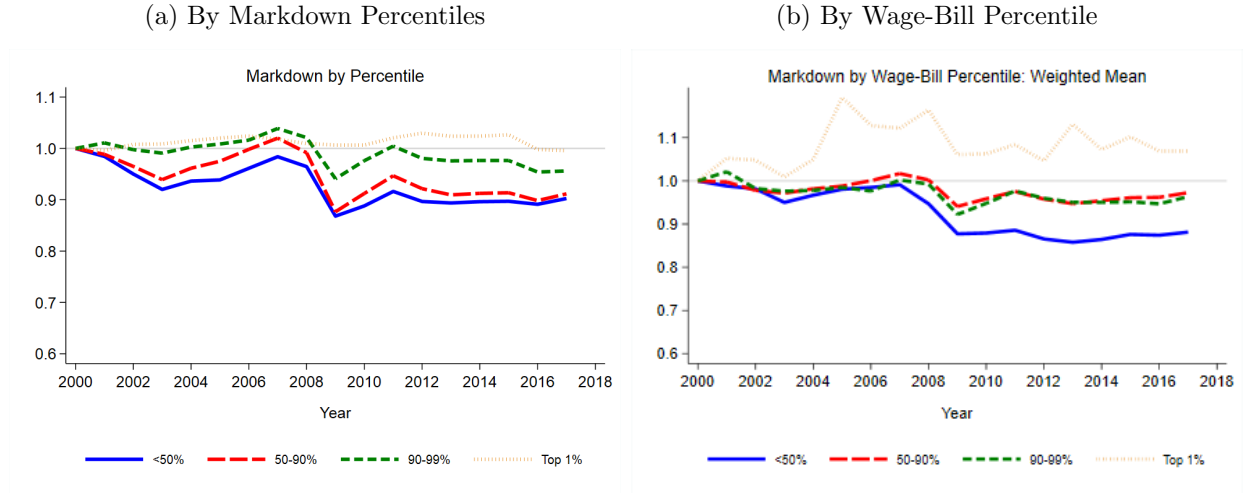 (a) By Markdown Percentiles
Markdown by Percentile
1.1
1.0
0.9
0.8
0.7
0.6
2000 2002 2004 2006 2008 2010 2012 2014 2016 2018
Year
<50% 50-90% 90-99% Top 1%
(b) By Wage-Bill Percentile
Markdown by Wage-Bill Percentile: Weighted Mean
1.1
1.0
0.9
0.8
0.7
0.6
2000 2002 2004 2006 2008 2010 2012 2014 2016 2018
Year
<50% 50-90% 90-99% Top 1%